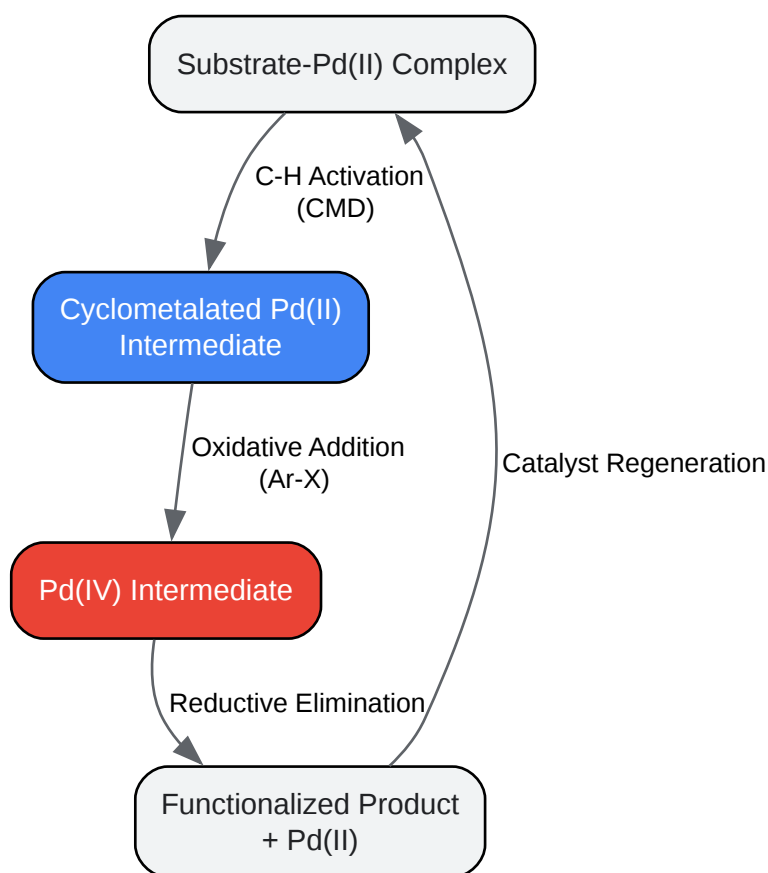 Substrate-Pd(II) Complex
C-H Activation
(CMD)
Cyclometalated Pd(II)
Intermediate
Oxidative Addition
(Ar-X)
Catalyst Regeneration
Pd(IV) Intermediate
Reductive Elimination
Functionalized Product
+ Pd(II)